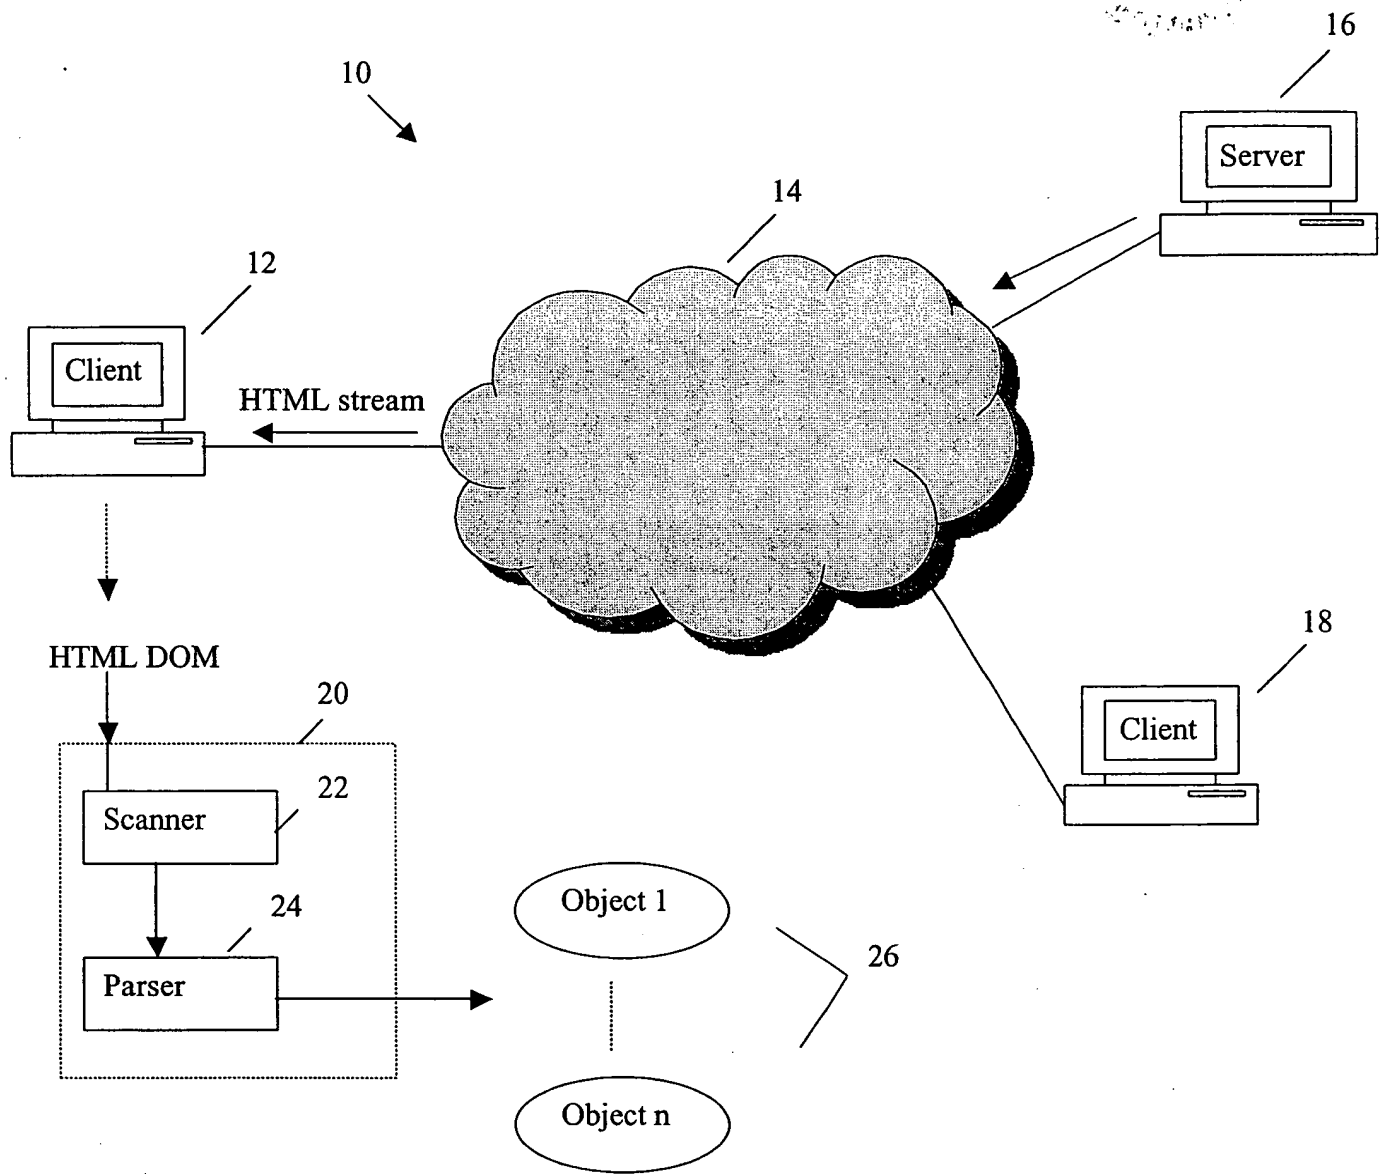 16
10
Server
14
12
Client
HTML stream
18
HTML DOM
20
Client
22
Scanner
24
Object 1
26
Parser
Object n